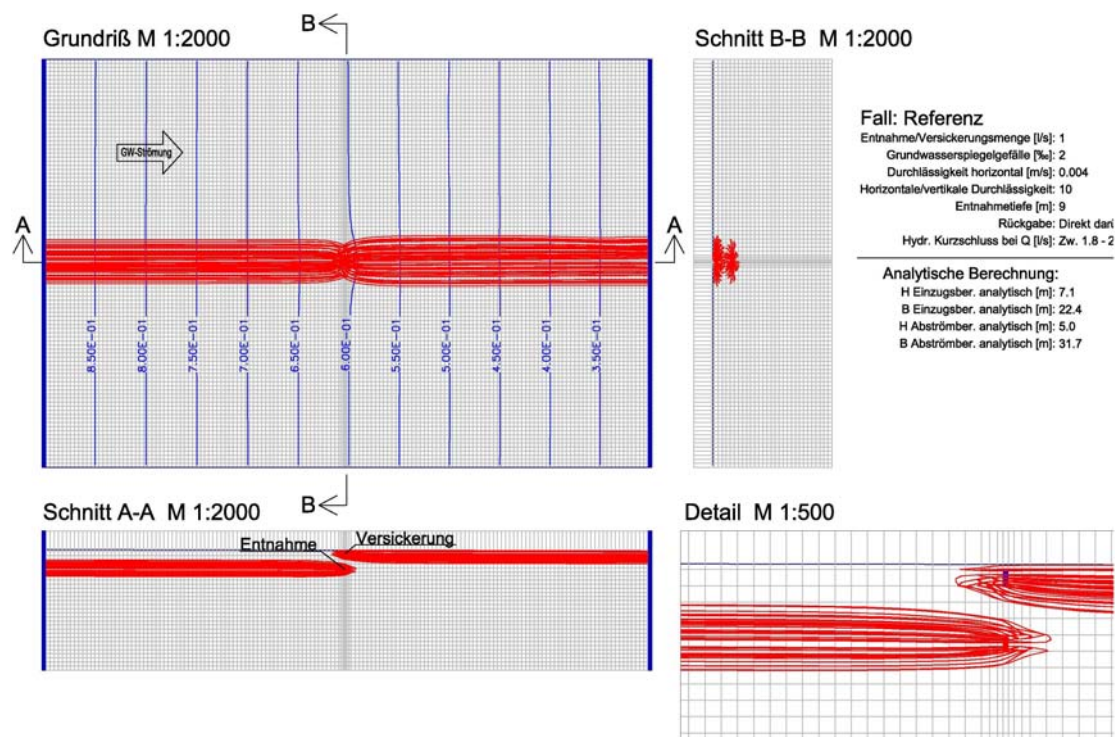 B
Grundriß M 1:2000
Schnitt B-B M 1:2000
GW-Strömung
A
A
8.50E-01
8.00E-01
7.50E-01
7.00E-01
6.50E-01
6.00E-01
5.50E-01
5.00E-01
4.50E-01
4.00E-01
3.50E-01
B
Fall: Referenz
Entnahme/Versickerungsmenge [l/s]: 1
Grundwasserspiegelgefälle [‰]: 2
Durchlässigkeit horizontal [m/s]: 0.004
Horizontale/vertikale Durchlässigkeit: 10
Entnahmetiefe [m]: 9
Rückgabe: Direkt
Hydr. Kurzschluss bei Q [l/s]: Zw. 1.8 - 2
Analytische Berechnung:
H Einzugsber. analytisch [m]: 7.1
B Einzugsber. analytisch [m]: 22.4
H Abströmber. analytisch [m]: 5.0
B Abströmber. analytisch [m]: 31.7
Schnitt A-A M 1:2000
Entnahme
Versickerung
Detail M 1:500